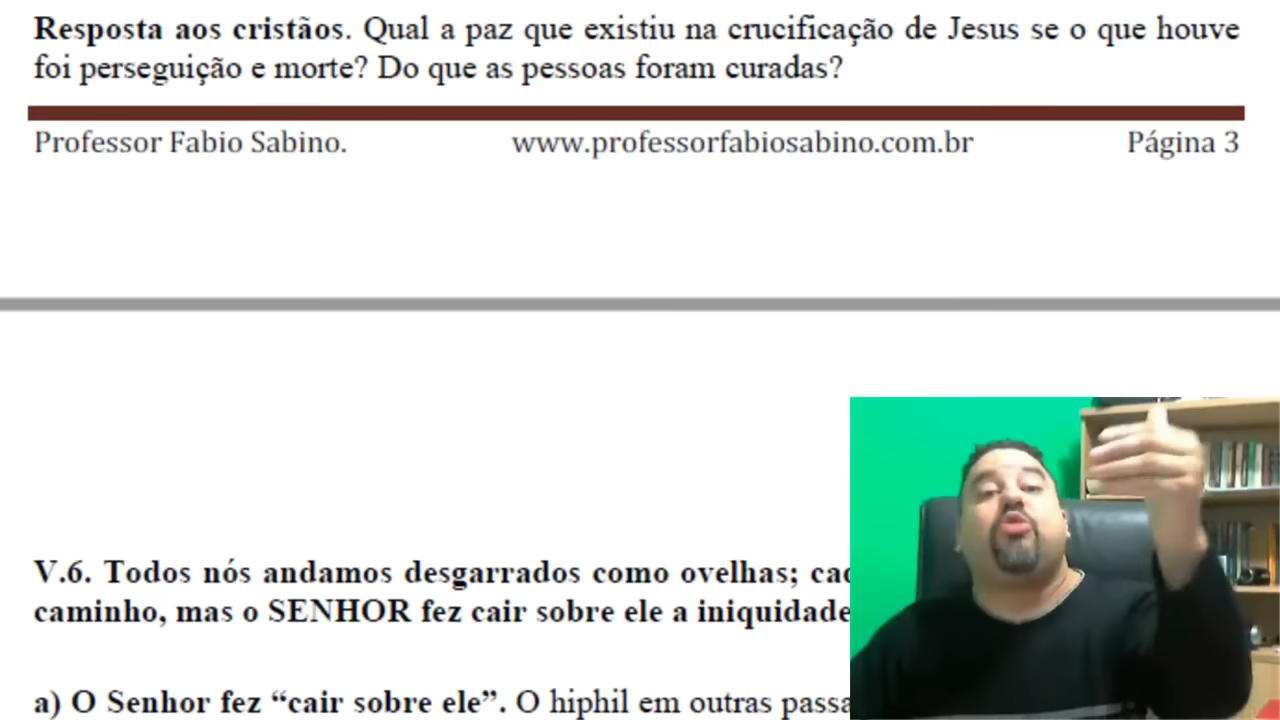 Resposta aos cristãos. Qual a paz que existiu na crucificação de Jesus se o que houve
foi perseguição e morte? Do que as pessoas foram curadas?
Professor Fabio Sabino. www.professorfabiosabino.com.br Página 3
V.6. Todos nós andamos desgarrados como ovelhas;
caminho, mas o SENHOR fez cair sobre ele a iniquidade
a) O Senhor fez “cair sobre ele”. O hiphil em outras